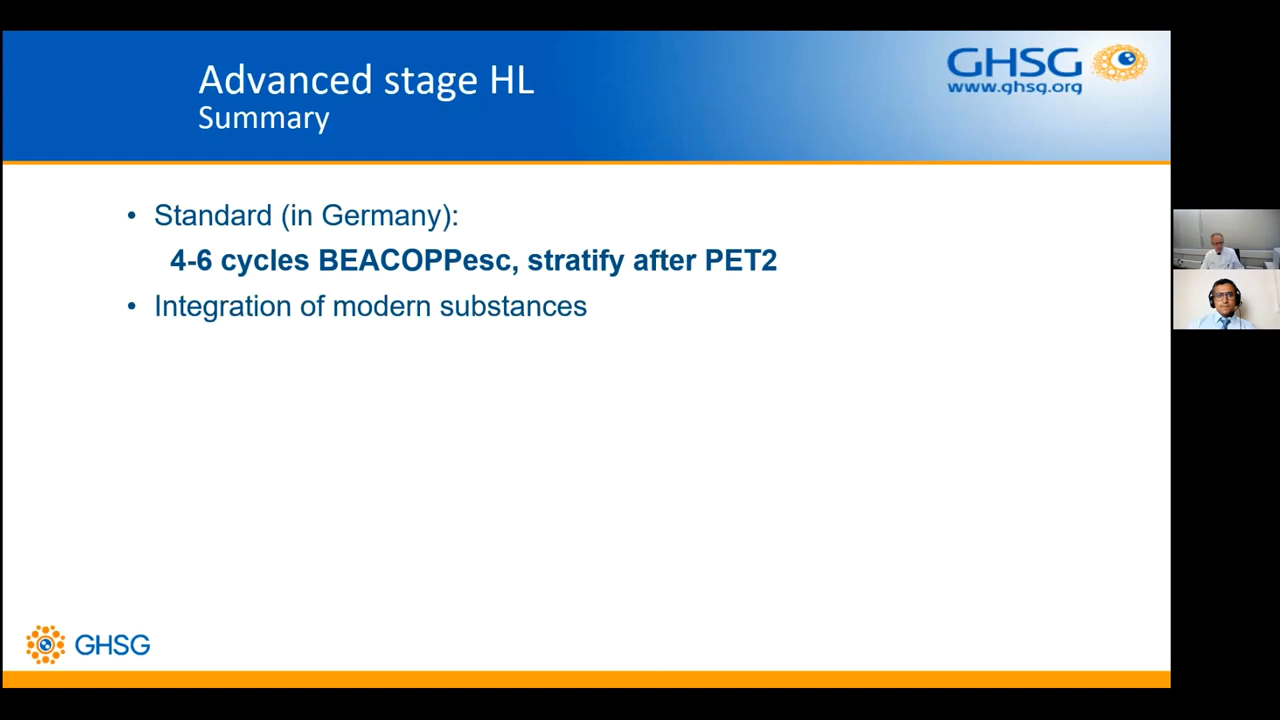 Advanced stage HL
Summary
GHSG
www.ghsg.org
• Standard (in Germany):
4-6 cycles BEACOPPesc, stratify after PET2
• Integration of modern substances
GHSG